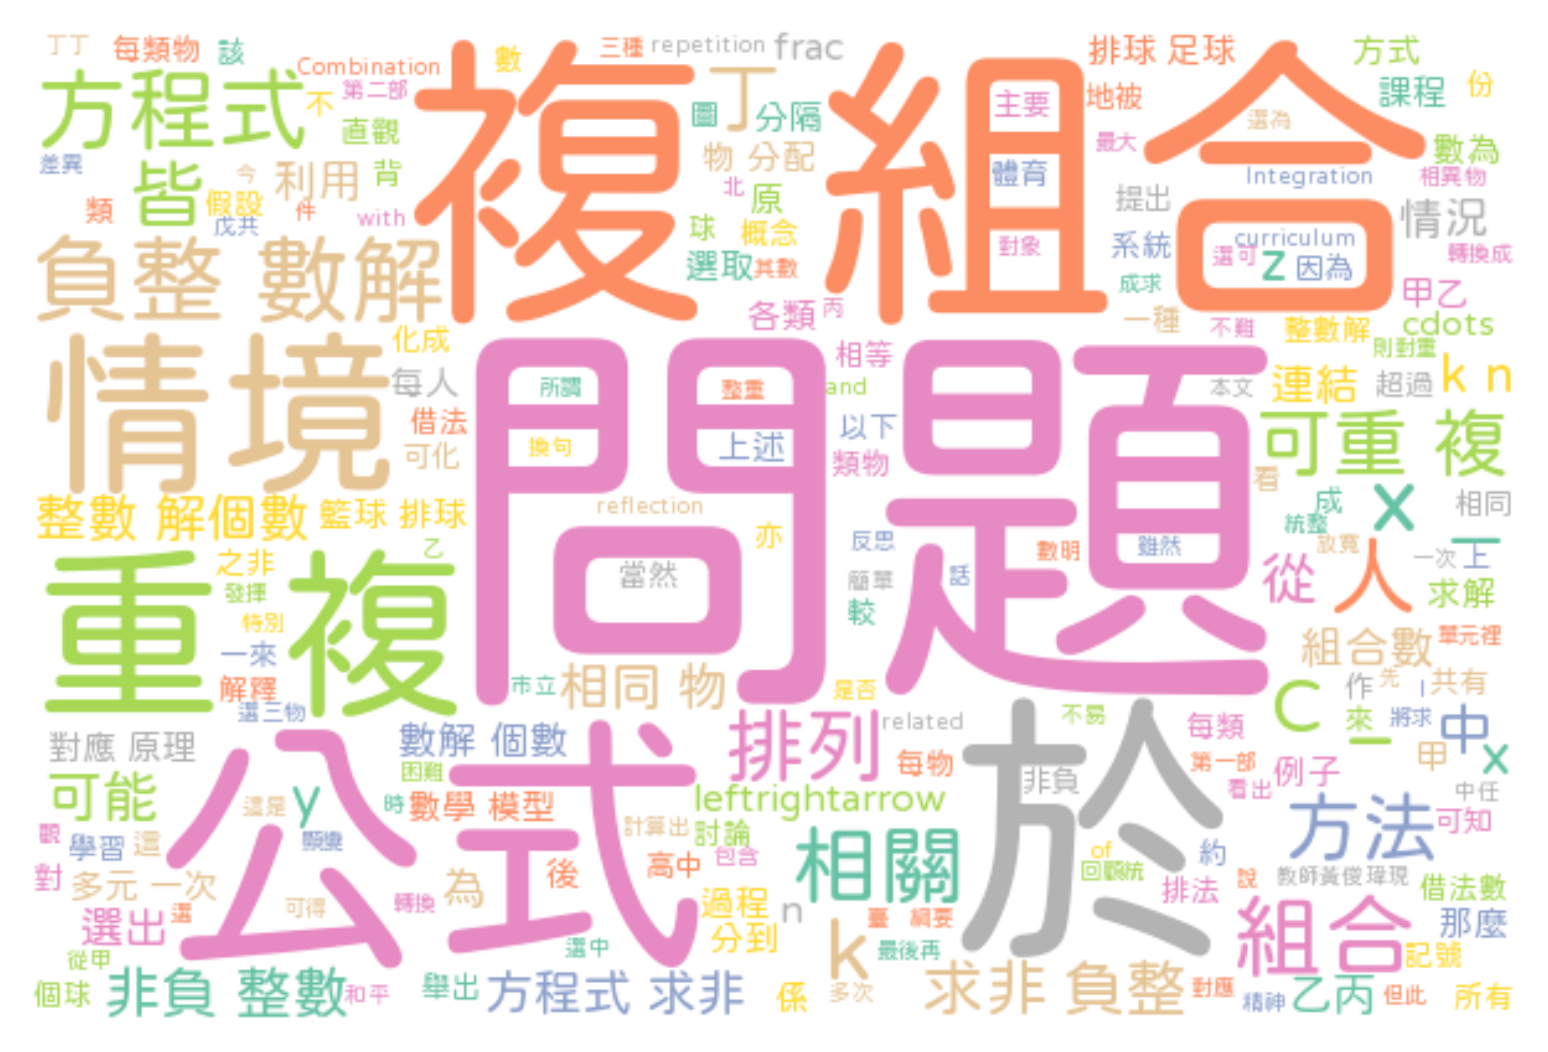 丁丁 每類物 該 Combination 數 三種 repetition frac 排球 足球 方式
方程式 不 第二部 複 組合 丁 圖 分隔 主要 地被 課程 份
直觀 選為 最大 數為
差異 皆 今 利用 背 物 分配 體育 Integration 相異物
類 假設 件 戊共 with 北 原 提出 情況
球 概念 對象 系統 curriculum 轉換成
負整 數解 選取 其數 選可 z 因為
成求 甲乙
各類 丙 一種 不難 整數解 cdots
情境 化成 問題 相等 則對重
每人 所謂 整重 and 本文 連結 超過 k n
借法 以下 可重 複
可化 換句 上述 類物 看
整數 解個數 籃球 排球 reflection 成 x 相同
亦 反思 統整
重複 之非 乙 數明 雖然 放寬 一次 上
發揮 當然 簡單 話 從 人 求解
特別 較
一來 組合數 單元裡
解釋 市立 相同 物 是否 C 作 先 共有
選三物 排列 related 於 不易 每類 來 將求 中
對應 原理 公式 數解 個數 每物 非負 第一部 例子 甲 x
可能 困難 看出 中任
這是 y 時 數學 模型 leftrightarrow 方法 可知
觀 學習 這 計算出 討論 相關
對 多元 一次 高中 包含 of 約 教師黃俊瑋現
可得 轉換 為 後 回顧統 排法 說 借法數
選出 選 過程 n 臺 綱要 組合 那麼
從甲 選中 分到 k 最後再 記號
個球 非負 整數 和平 舉出 方程式 求非 係 多次 求非 負整 對應 精神 乙丙 但此 所有